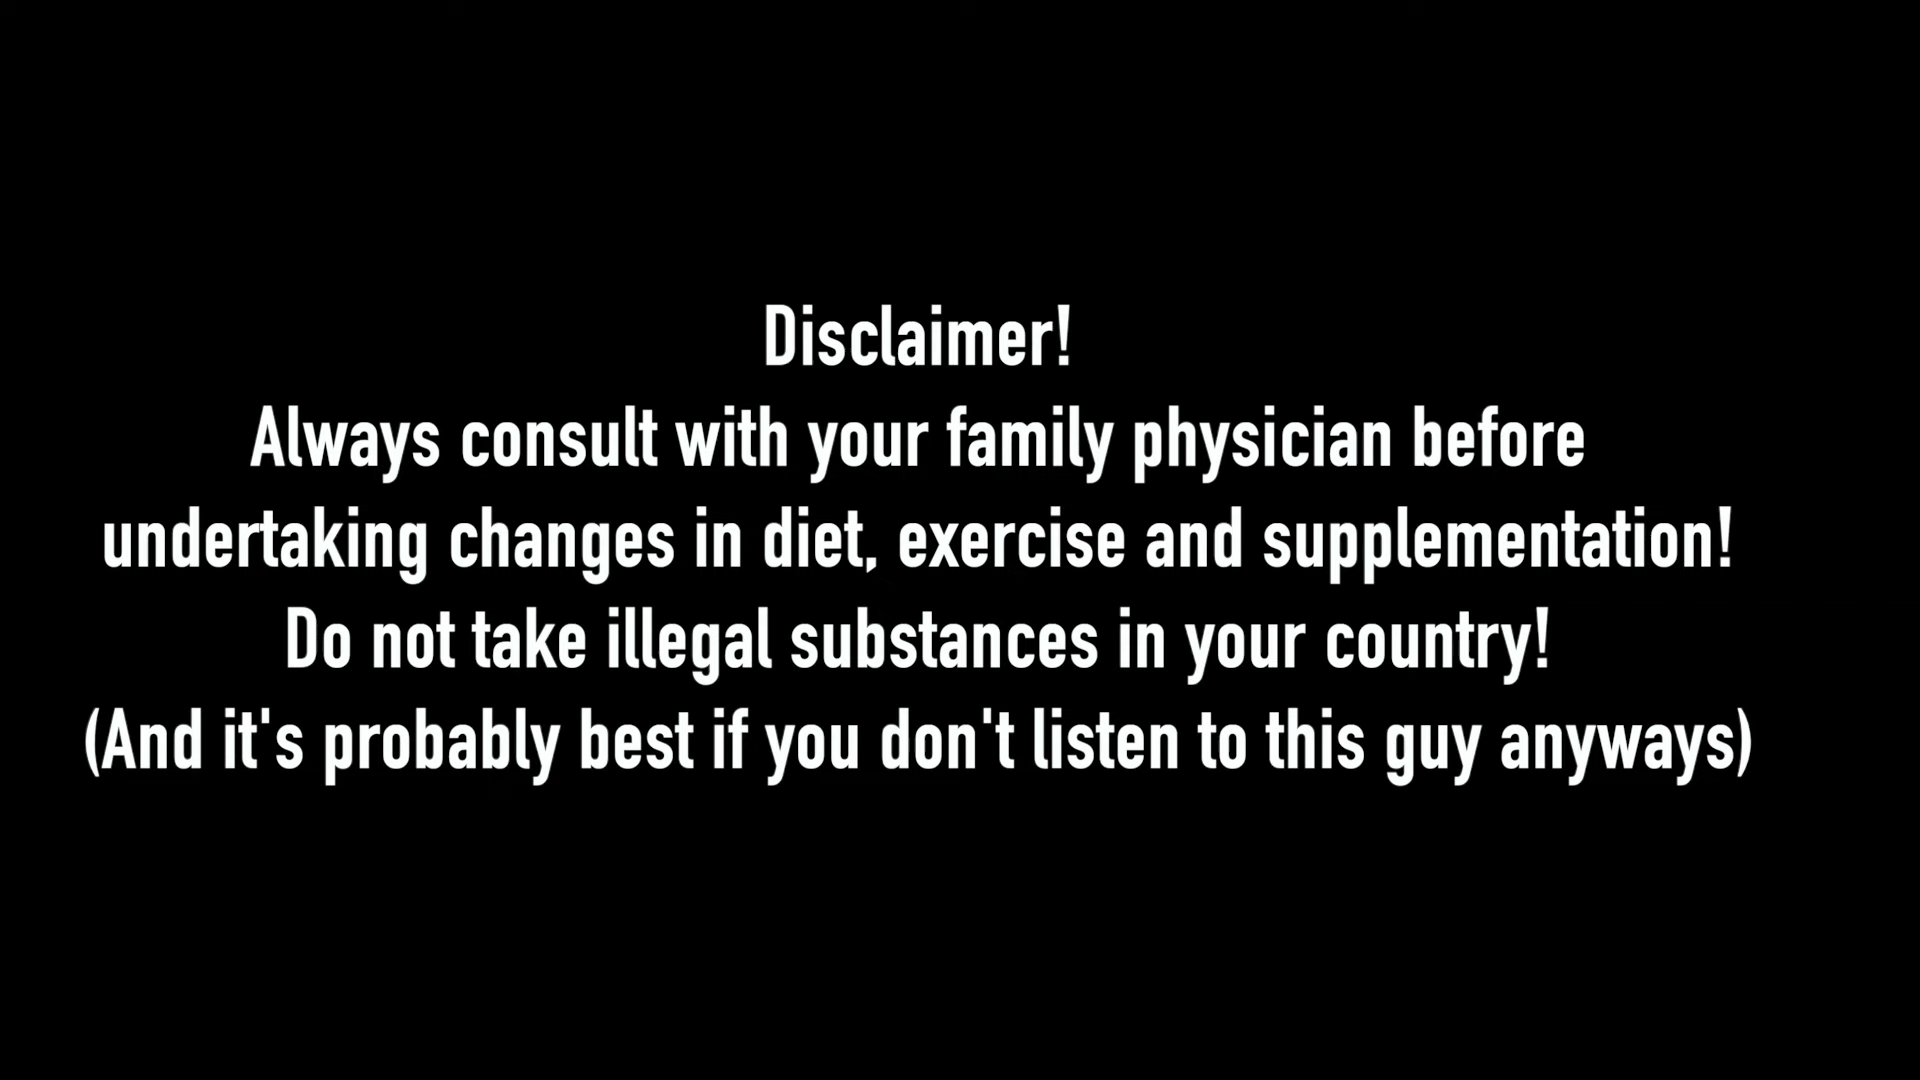 Disclaimer!
Always consult with your family physician before
undertaking changes in diet, exercise and supplementation!
Do not take illegal substances in your country!
(And it's probably best if you don't listen to this guy anyways)